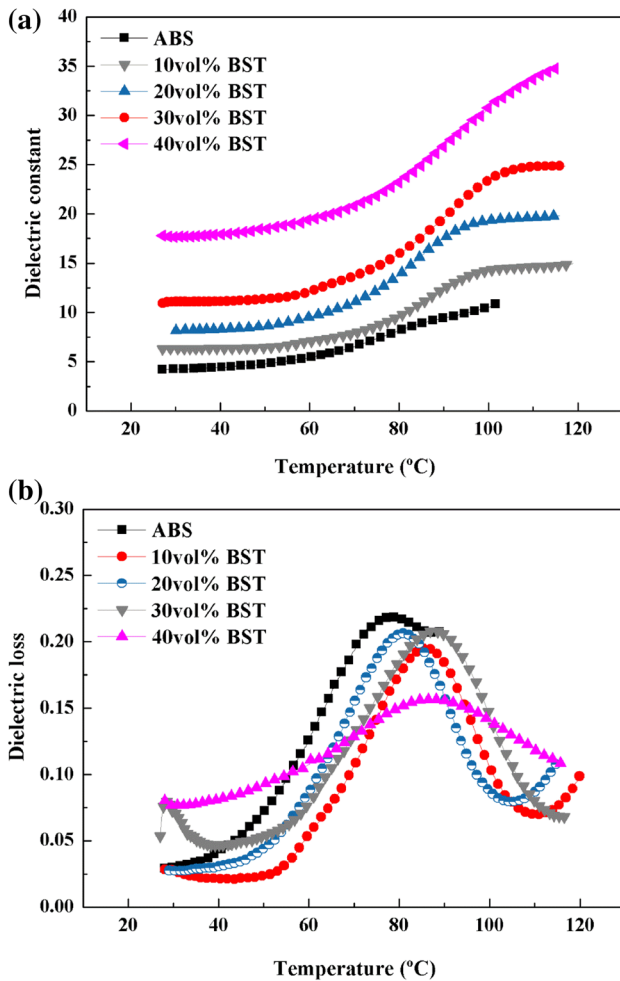 (a)
40
35
30
25
20
15
10
5
0
Dielectric constant
ABS
10vol% BST
20vol% BST
30vol% BST
40vol% BST
20 40 60 80 100 120
Temperature (ºC)
(b)
0.30
0.25
0.20
0.15
0.10
0.05
0.00
Dielectric loss
ABS
10vol% BST
20vol% BST
30vol% BST
40vol% BST
20 40 60 80 100 120
Temperature (ºC)